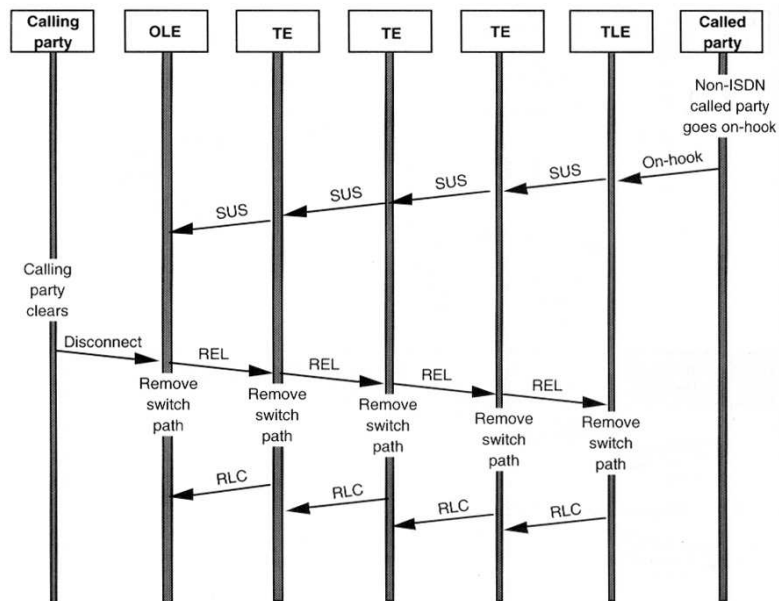 Calling
party
OLE
TE
TE
TE
TLE
Called
party
Non-ISDN
called party
goes on-hook
On-hook
SUS
SUS
SUS
SUS
Calling
party
clears
Disconnect
REL
REL
REL
REL
Remove
switch
path
Remove
switch
path
Remove
switch
path
Remove
switch
path
Remove
switch
path
RLC
RLC
RLC
RLC